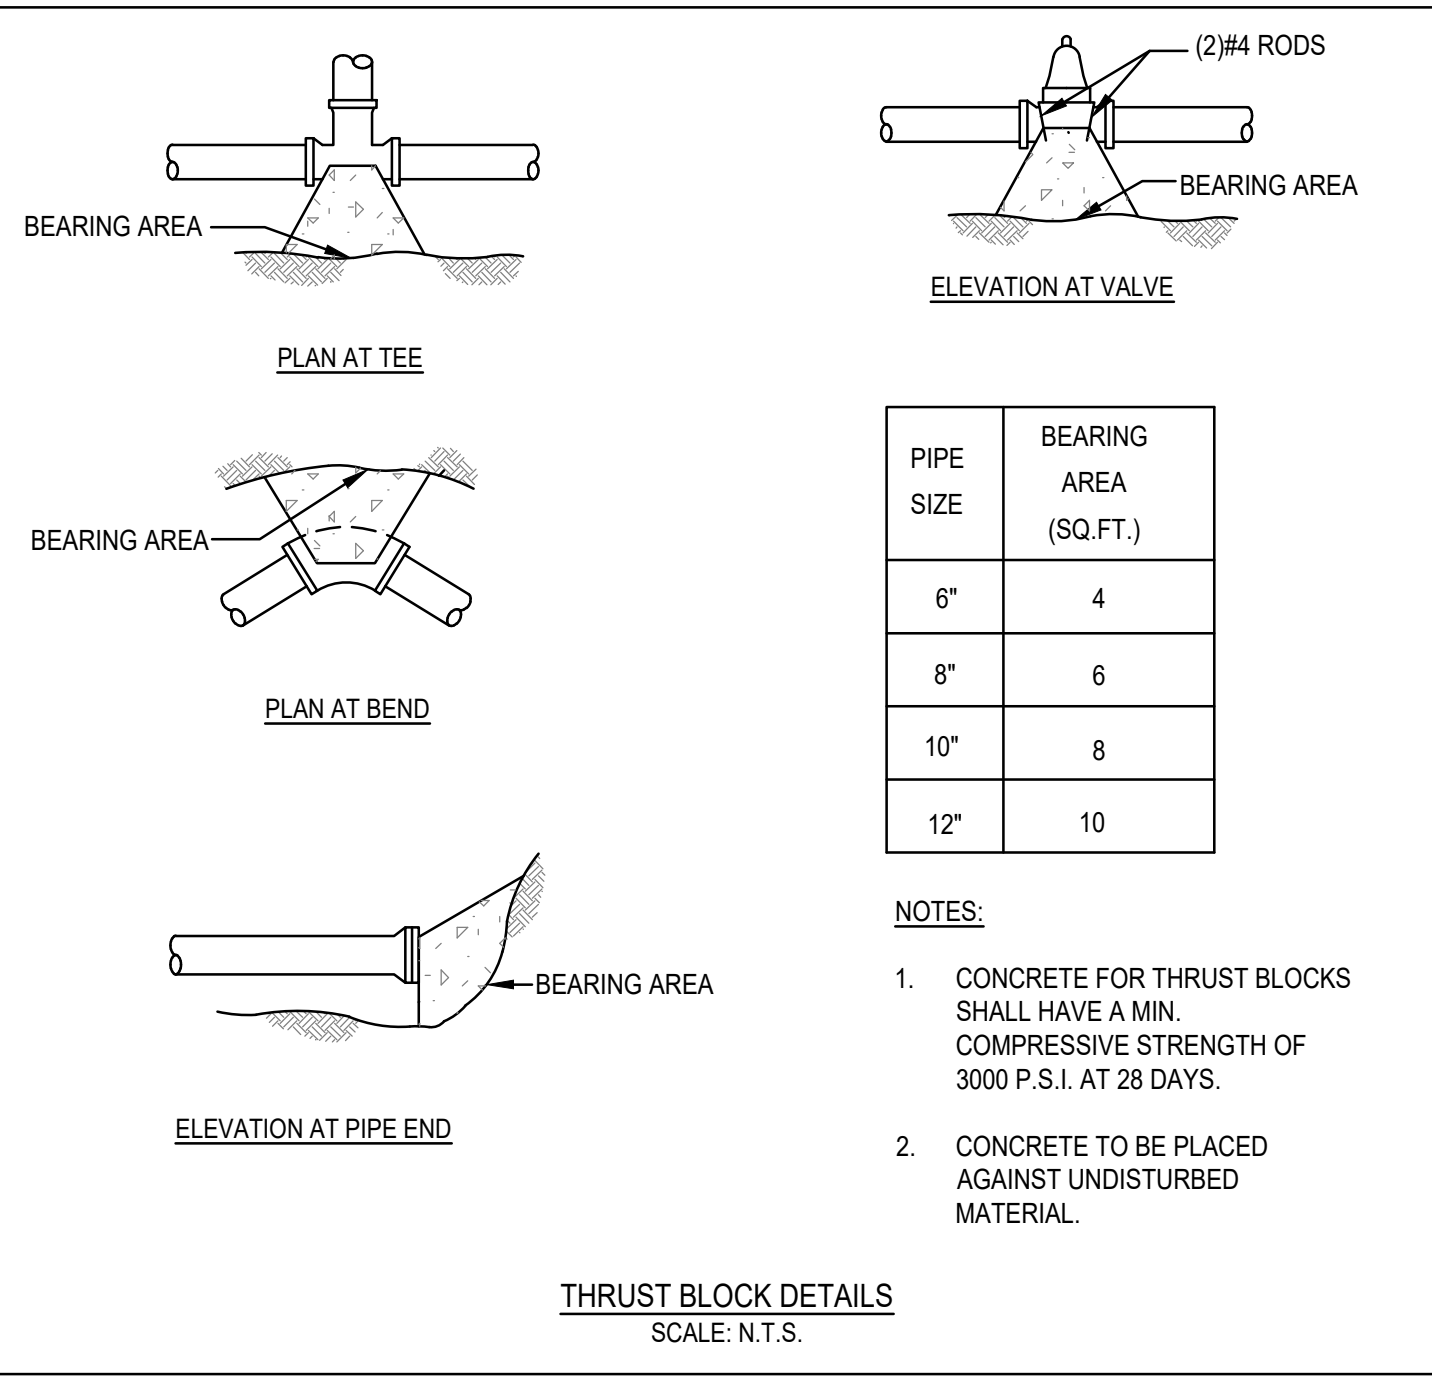 (2)#4 RODS
BEARING AREA
BEARING AREA
ELEVATION AT VALVE
PLAN AT TEE
BEARING AREA
PLAN AT BEND
PIPE
SIZE
BEARING
AREA
(SQ.FT.)
6" 4
8" 6
10" 8
12" 10
BEARING AREA
ELEVATION AT PIPE END
NOTES:
1. CONCRETE FOR THRUST BLOCKS
SHALL HAVE A MIN.
COMPRESSIVE STRENGTH OF
3000 P.S.I. AT 28 DAYS.
2. CONCRETE TO BE PLACED
AGAINST UNDISTURBED
MATERIAL.
THRUST BLOCK DETAILS
SCALE: N.T.S.